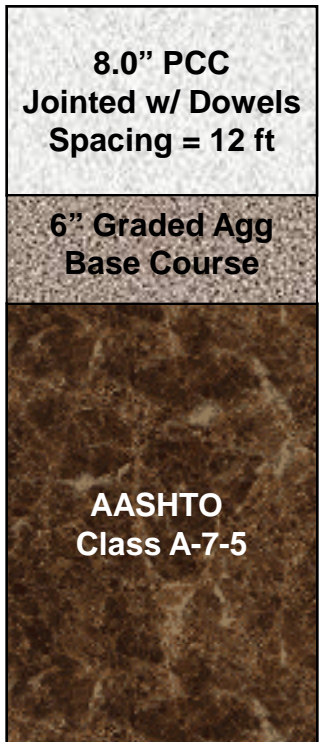 8.0” PCC
Jointed w/ Dowels
Spacing = 12 ft
6” Graded Agg
Base Course
AASHTO
Class A-7-5